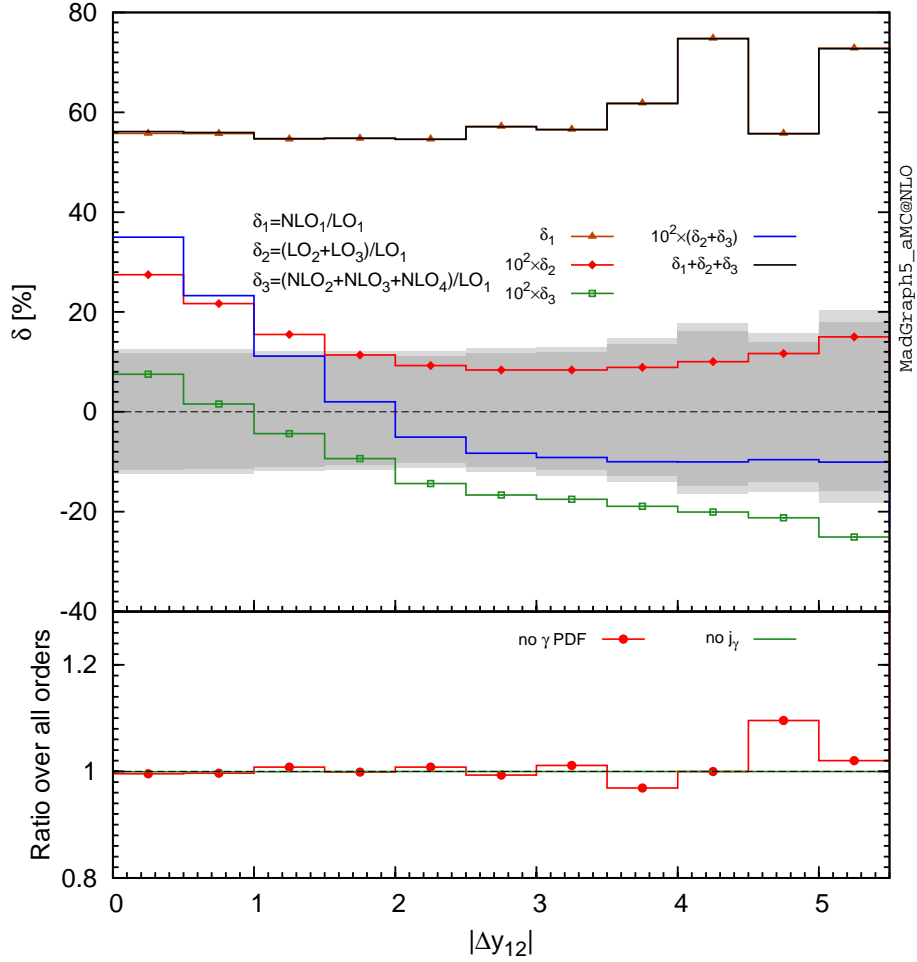 80
60
40
20
0
-20
-40
δ [%]
δ₁=NLO₁/LO₁
δ₂=(LO₂+LO₃)/LO₁
δ₃=(NLO₂+NLO₃+NLO₄)/LO₁
δ₁
10²×δ₂
10²×δ₃
10²×(δ₂+δ₃)
δ₁+δ₂+δ₃
MadGraph5_aMC@NLO
no γ PDF
no jᵧ
1.2
1
0.8
Ratio over all orders
0 1 2 3 4 5
|Δy₁₂|